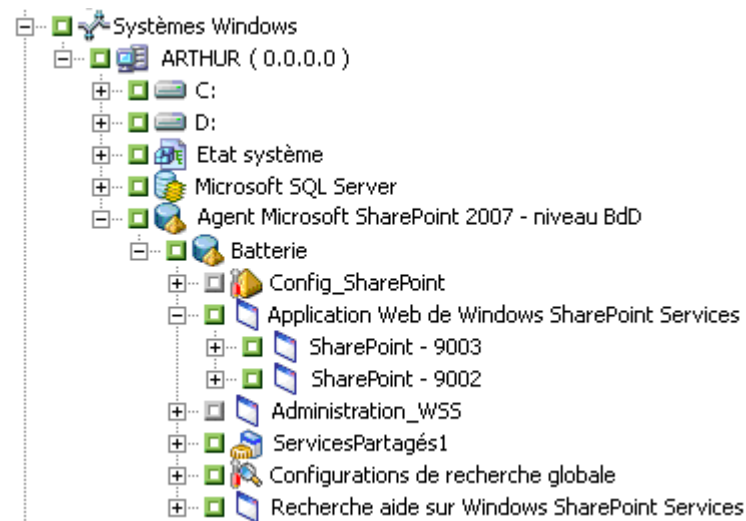 Systèmes Windows
ARTHUR ( 0.0.0.0 )
C:
D:
Etat système
Microsoft SQL Server
Agent Microsoft SharePoint 2007 - niveau BdD
Batterie
Config_SharePoint
Application Web de Windows SharePoint Services
SharePoint - 9003
SharePoint - 9002
Administration_WSS
ServicesPartagés1
Configurations de recherche globale
Recherche aide sur Windows SharePoint Services